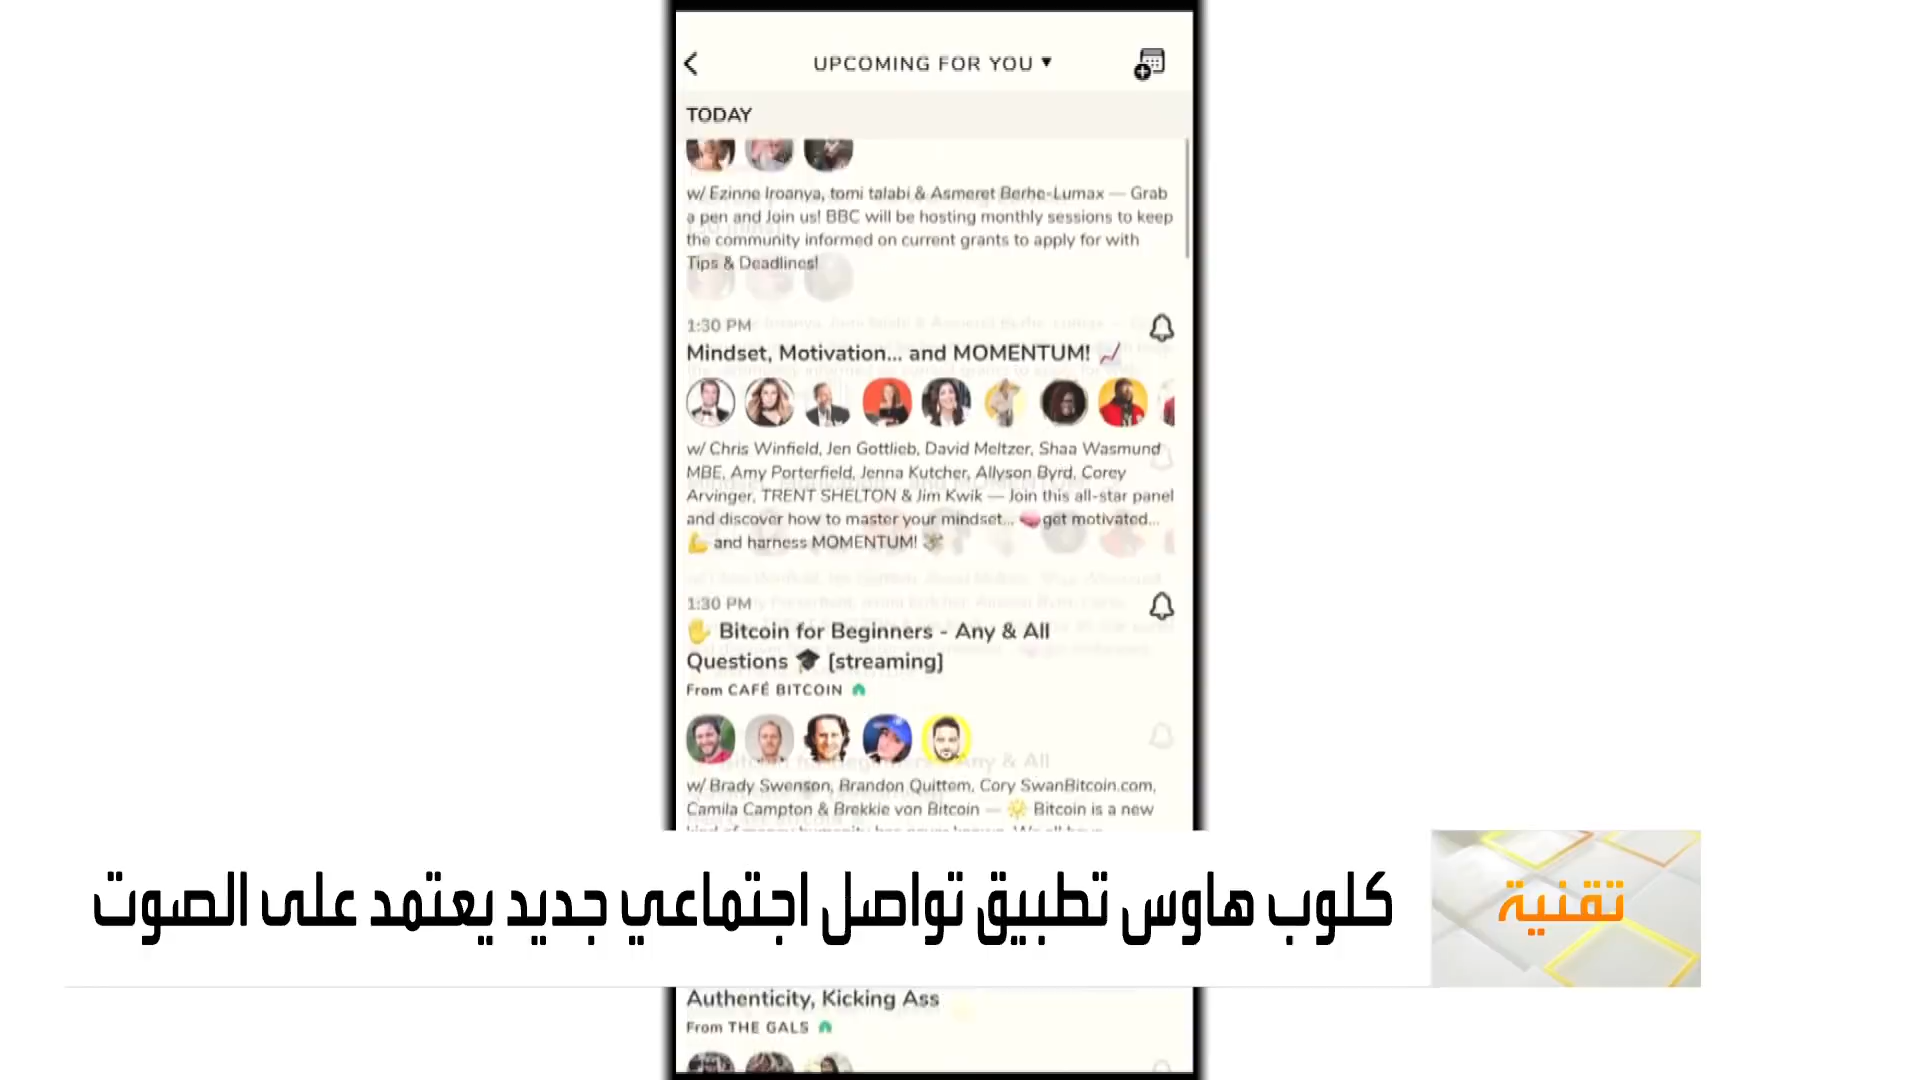 UPCOMING FOR YOU ▼
TODAY
w/ Ezinne Iroanya, tomi talabi & Asmeret Berhe-Lumax — Grab
a pen and Join us! BBC will be hosting monthly sessions to keep
the community informed on current grants to apply for with
Tips & Deadlines!
1:30 PM
Mindset, Motivation... and MOMENTUM! 📈
w/ Chris Winfield, Jen Gottlieb, David Meltzer, Shaa Wasmund
MBE, Amy Porterfield, Jenna Kutcher, Allyson Byrd, Corey
Arvinger, TRENT SHELTON & Jim Kwik — Join this all-star panel
and discover how to master your mindset... 🧠 get motivated...
💪 and harness MOMENTUM!
1:30 PM
✋ Bitcoin for Beginners - Any & All
Questions 🎓 [streaming]
From CAFÉ BITCOIN
w/ Brady Swenson, Brandon Quittem, Cory SwanBitcoin.com,
Camila Campton & Brekkie von Bitcoin — ☀️ Bitcoin is a new
تقنية
كلوب هاوس تطبيق تواصل اجتماعي جديد يعتمد على الصوت
Authenticity, Kicking Ass
From THE GALS